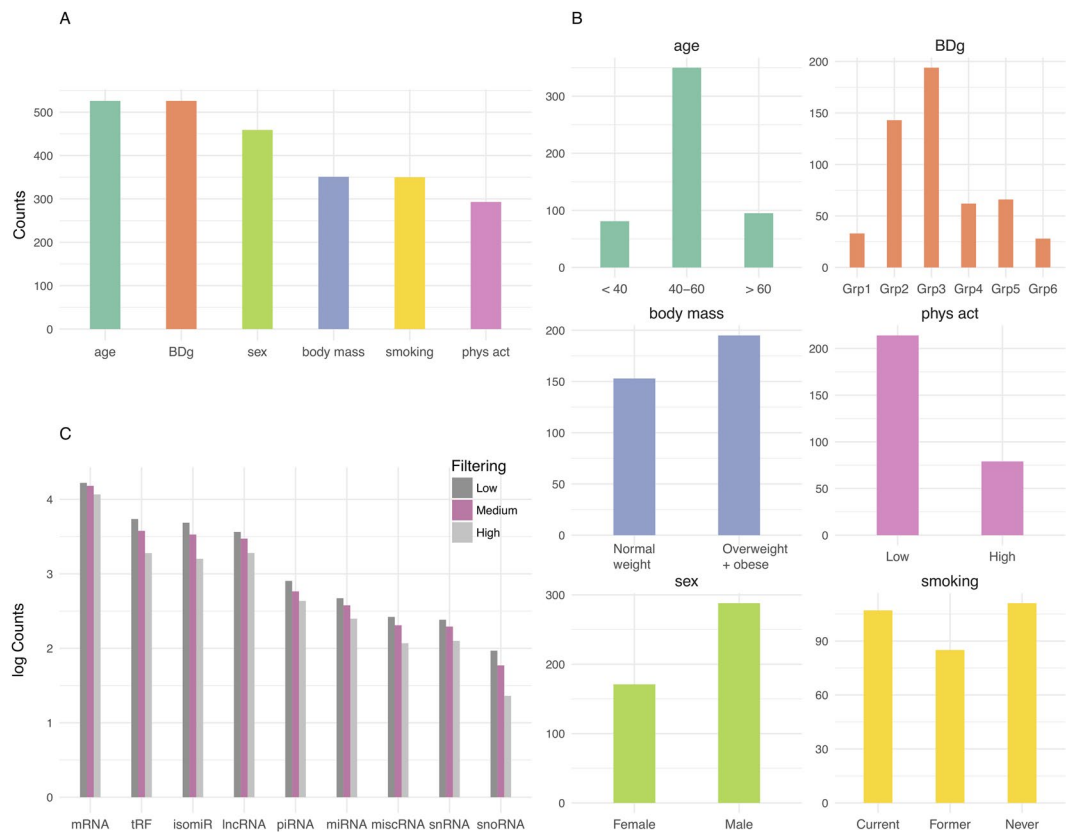 A
Counts
500
400
300
200
100
0
age BDg sex body mass smoking phys act
B
age
300
200
100
0
< 40 40–60 > 60
BDg
200
150
100
50
0
Grp1 Grp2 Grp3 Grp4 Grp5 Grp6
body mass
200
150
100
50
0
Normal
weight
Overweight
+ obese
phys act
200
150
100
50
0
Low High
sex
300
200
100
0
Female Male
smoking
90
60
30
0
Current Former Never
C
log Counts
4
3
2
1
0
Filtering
Low
Medium
High
mRNA tRF isomiR lncRNA piRNA miRNA miscRNA snRNA snoRNA